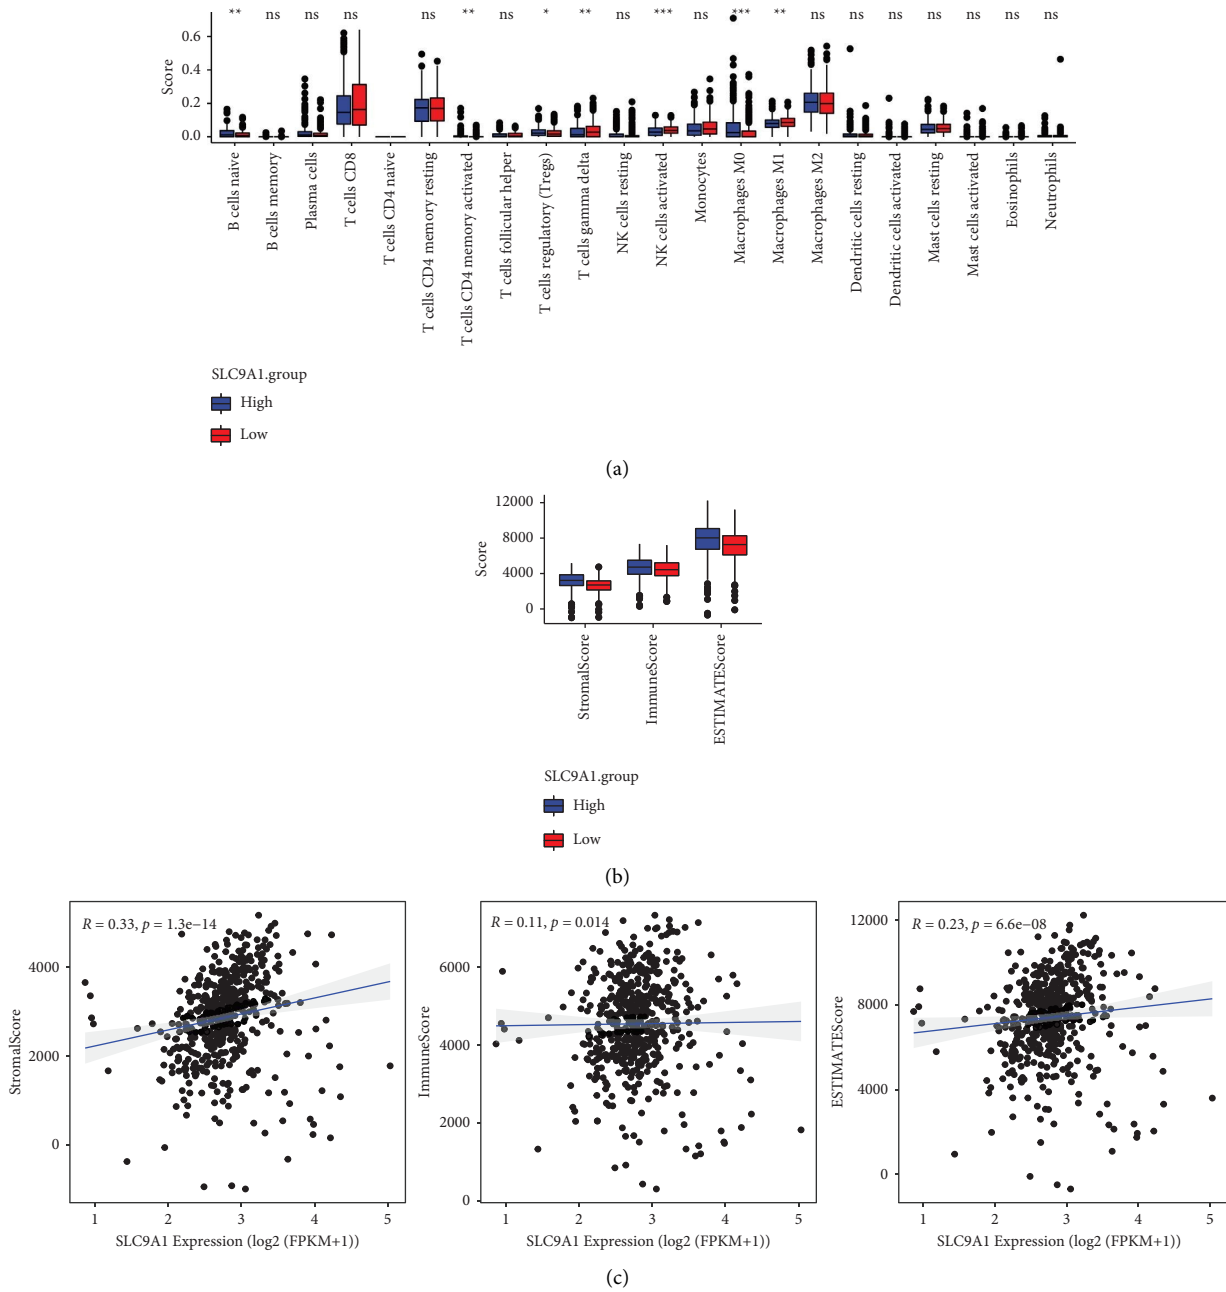 ** ns ns ns ns ** ns * ** ns *** ns *** ** ns ns ns ns ns ns ns
0.6
0.4
0.2
0.0
Score
B cells naive
B cells memory
Plasma cells
T cells CD8
T cells CD4 naive
T cells CD4 memory resting
T cells CD4 memory activated
T cells follicular helper
T cells regulatory (Tregs)
T cells gamma delta
NK cells resting
NK cells activated
Monocytes
Macrophages M0
Macrophages M1
Macrophages M2
Dendritic cells resting
Dendritic cells activated
Mast cells resting
Mast cells activated
Eosinophils
Neutrophils
SLC9A1.group
High
Low
(a)
12000
8000
4000
0
Score
StromalScore
ImmuneScore
ESTIMATEScore
SLC9A1.group
High
Low
(b)
R = 0.33, p = 1.3e−14
4000
2000
0
StromalScore
1 2 3 4 5
SLC9A1 Expression (log2 (FPKM+1))
R = 0.11, p = 0.014
6000
4000
2000
0
ImmuneScore
1 2 3 4 5
SLC9A1 Expression (log2 (FPKM+1))
R = 0.23, p = 6.6e−08
12000
8000
4000
0
ESTIMATEScore
1 2 3 4 5
SLC9A1 Expression (log2 (FPKM+1))
(c)